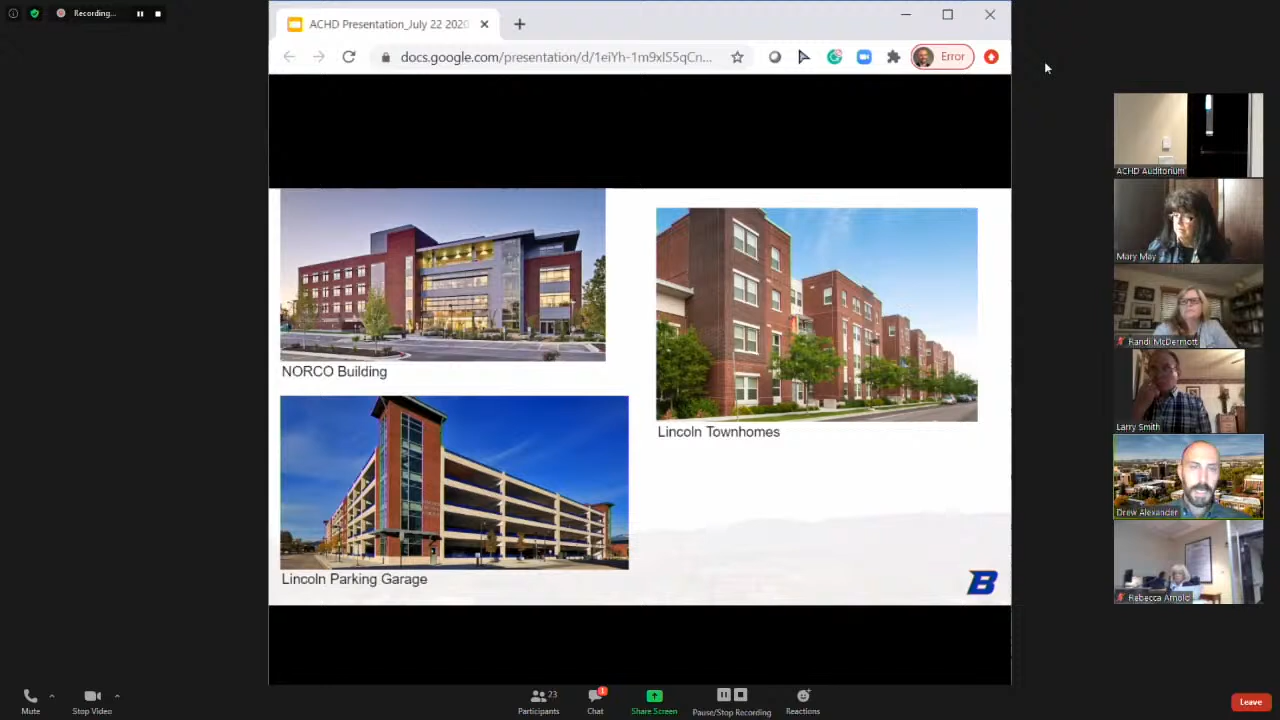 Recording...
ACHD Presentation_July 22 2020
docs.google.com/presentation/d/1eiYh-1m9xIS5qCn...
Error
NORCO Building
Lincoln Townhomes
Lincoln Parking Garage
B
ACHD Auditorium
Mary May
Randi McDermott
Larry Smith
Drew Alexander
Rebecca Arnold
Mute
Stop Video
23
Participants
1
Chat
Share Screen
Pause/Stop Recording
Reactions
Leave